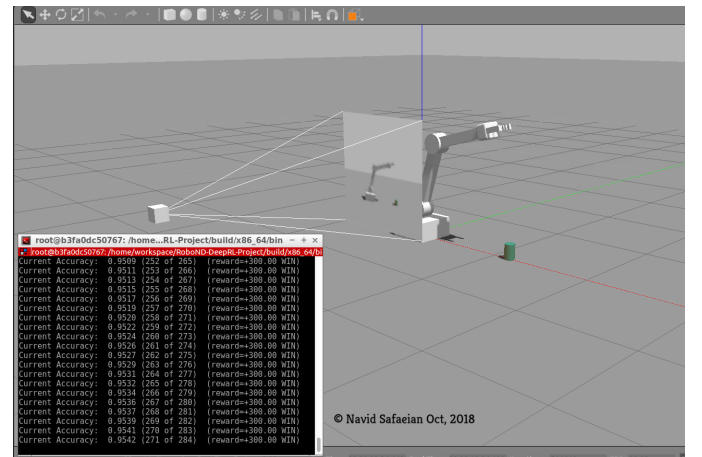 root@b3fa0dc50767: /home...RL-Project/build/x86_64/bin
root@b3fa0dc50767: /home/workspace/RoboND-DeepRL-Project/build/x86_64/bi
Current Accuracy: 0.9509 (252 of 265) (reward=+300.00 WIN)
Current Accuracy: 0.9511 (253 of 266) (reward=+300.00 WIN)
Current Accuracy: 0.9513 (254 of 267) (reward=+300.00 WIN)
Current Accuracy: 0.9515 (255 of 268) (reward=+300.00 WIN)
Current Accuracy: 0.9517 (256 of 269) (reward=+300.00 WIN)
Current Accuracy: 0.9519 (257 of 270) (reward=+300.00 WIN)
Current Accuracy: 0.9520 (258 of 271) (reward=+300.00 WIN)
Current Accuracy: 0.9522 (259 of 272) (reward=+300.00 WIN)
Current Accuracy: 0.9524 (260 of 273) (reward=+300.00 WIN)
Current Accuracy: 0.9526 (261 of 274) (reward=+300.00 WIN)
Current Accuracy: 0.9527 (262 of 275) (reward=+300.00 WIN)
Current Accuracy: 0.9529 (263 of 276) (reward=+300.00 WIN)
Current Accuracy: 0.9531 (264 of 277) (reward=+300.00 WIN)
Current Accuracy: 0.9532 (265 of 278) (reward=+300.00 WIN)
Current Accuracy: 0.9534 (266 of 279) (reward=+300.00 WIN)
Current Accuracy: 0.9536 (267 of 280) (reward=+300.00 WIN)
Current Accuracy: 0.9537 (268 of 281) (reward=+300.00 WIN)
Current Accuracy: 0.9539 (269 of 282) (reward=+300.00 WIN)
Current Accuracy: 0.9541 (270 of 283) (reward=+300.00 WIN)
Current Accuracy: 0.9542 (271 of 284) (reward=+300.00 WIN)
© Navid Safaeian Oct, 2018